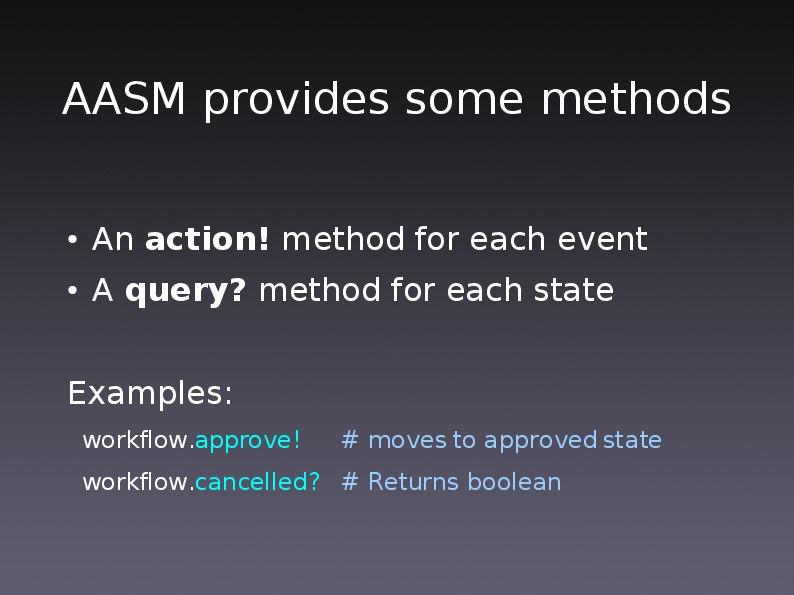 AASM provides some methods
• An action! method for each event
• A query? method for each state
Examples:
workflow.approve! # moves to approved state
workflow.cancelled? # Returns boolean